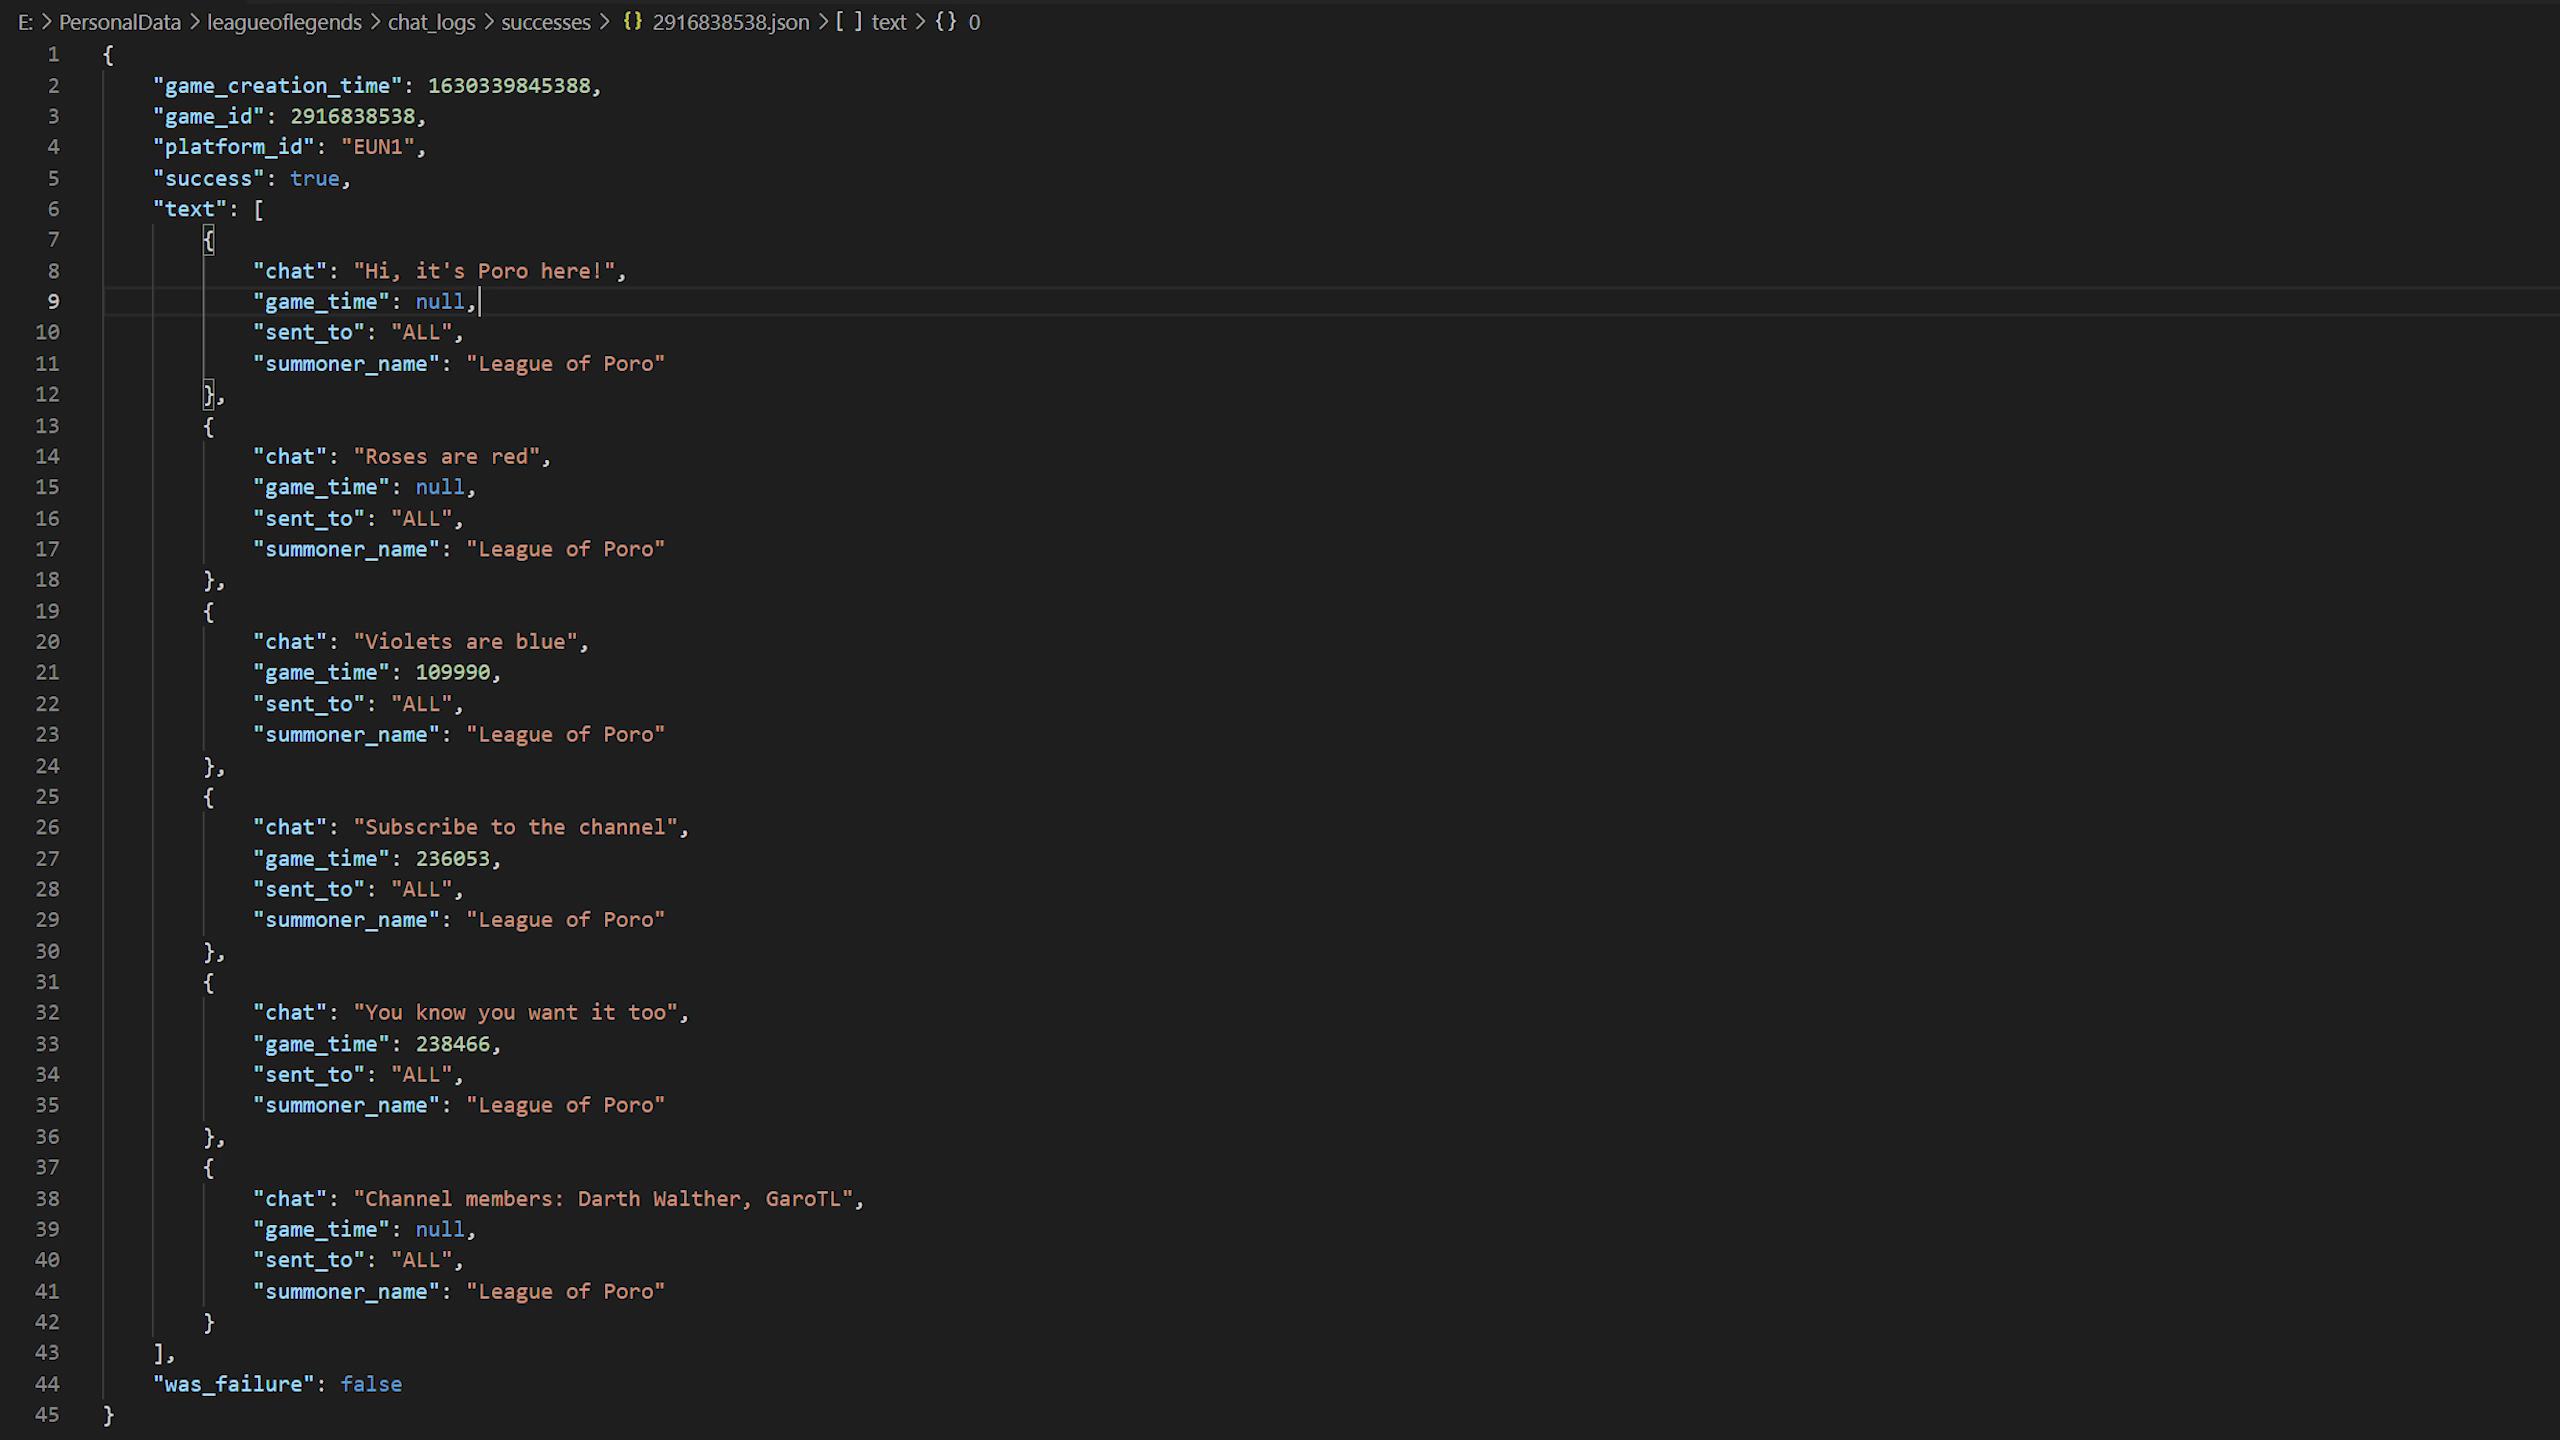 E: > PersonalData > leagueoflegends > chat_logs > successes > {} 2916838538.json > [ ] text > {} 0
1 {
2     "game_creation_time": 1630339845388,
3     "game_id": 2916838538,
4     "platform_id": "EUN1",
5     "success": true,
6     "text": [
7         {
8             "chat": "Hi, it's Poro here!",
9             "game_time": null,
10             "sent_to": "ALL",
11             "summoner_name": "League of Poro"
12         },
13         {
14             "chat": "Roses are red",
15             "game_time": null,
16             "sent_to": "ALL",
17             "summoner_name": "League of Poro"
18         },
19         {
20             "chat": "Violets are blue",
21             "game_time": 109990,
22             "sent_to": "ALL",
23             "summoner_name": "League of Poro"
24         },
25         {
26             "chat": "Subscribe to the channel",
27             "game_time": 236053,
28             "sent_to": "ALL",
29             "summoner_name": "League of Poro"
30         },
31         {
32             "chat": "You know you want it too",
33             "game_time": 238466,
34             "sent_to": "ALL",
35             "summoner_name": "League of Poro"
36         },
37         {
38             "chat": "Channel members: Darth Walther, GaroTL",
39             "game_time": null,
40             "sent_to": "ALL",
41             "summoner_name": "League of Poro"
42         }
43     ],
44     "was_failure": false
45 }